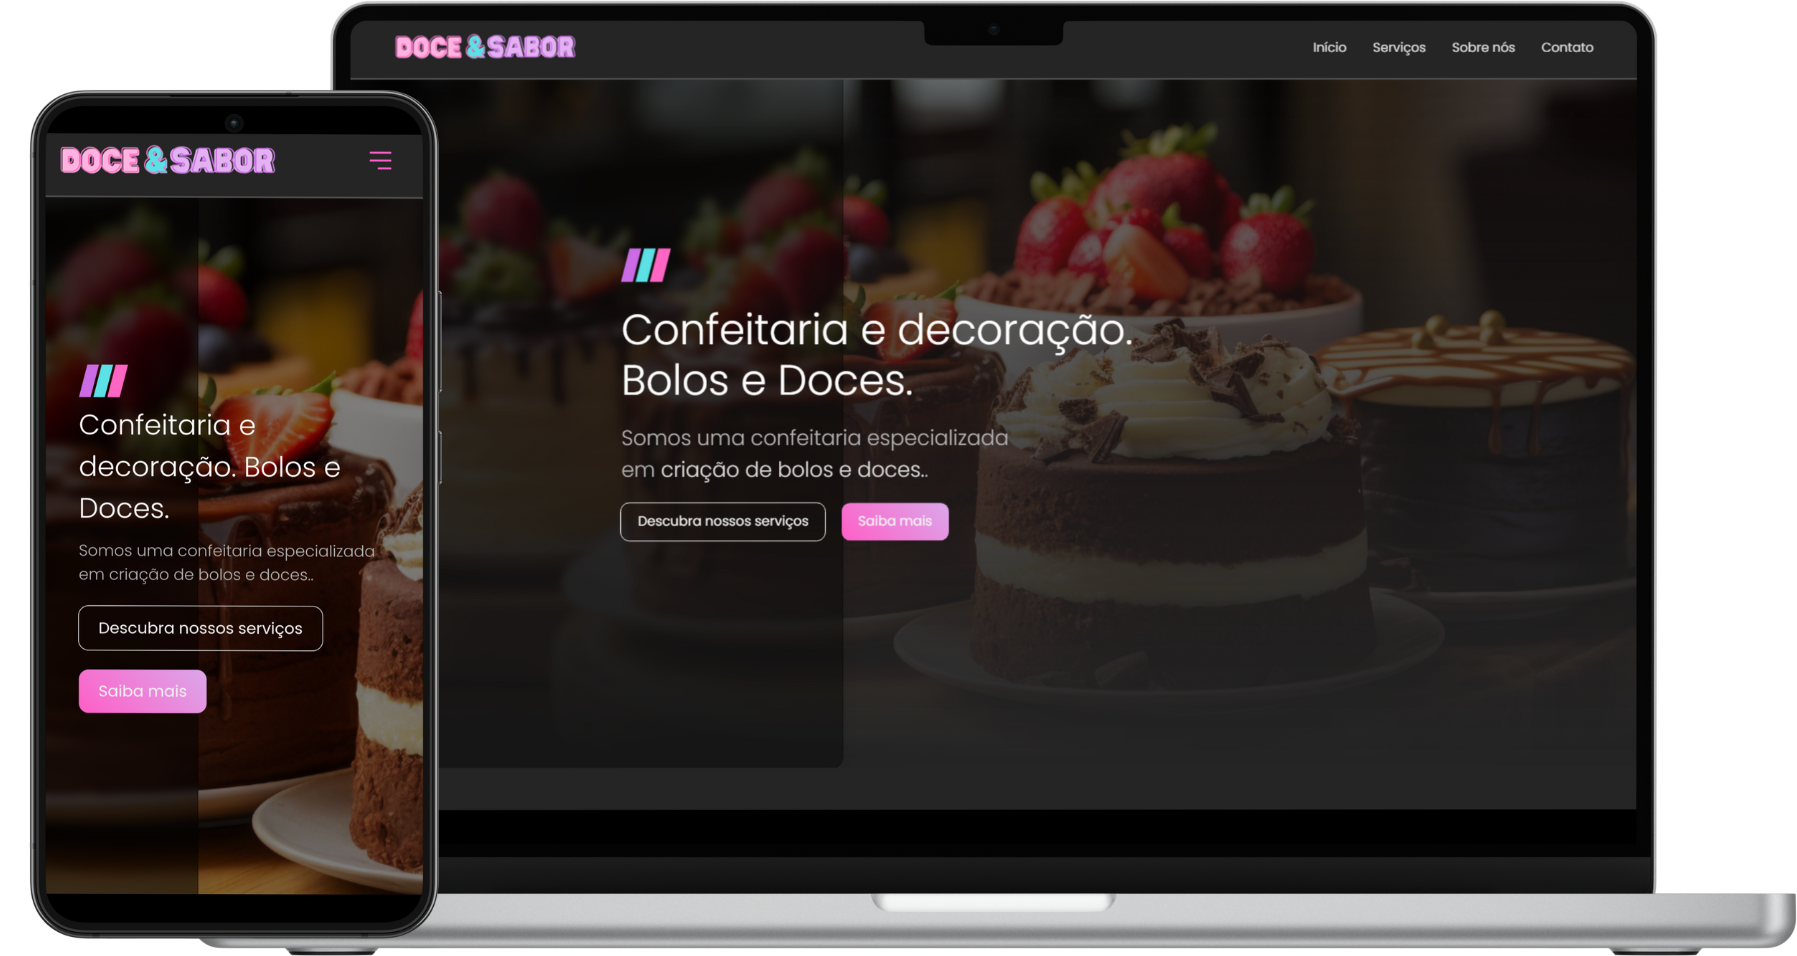 DOCE & SABOR
Início Serviços Sobre nós Contato
Confeitaria e decoração.
Bolos e Doces.
Somos uma confeitaria especializada
em criação de bolos e doces..
Descubra nossos serviços
Saiba mais
DOCE & SABOR
Confeitaria e
decoração. Bolos e
Doces.
Somos uma confeitaria especializada
em criação de bolos e doces..
Descubra nossos serviços
Saiba mais